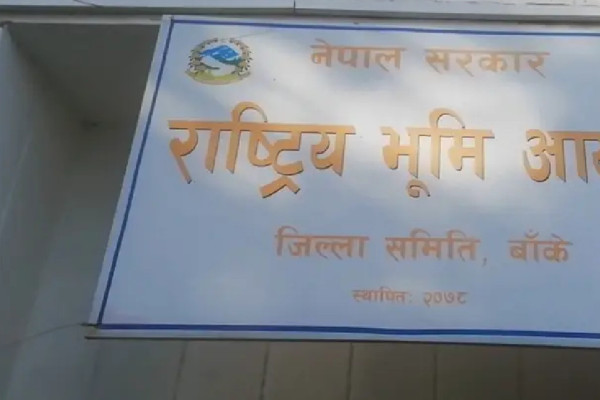 नेपाल सरकार
राष्ट्रिय भूमि
जिल्ला समिति, बाँके
स्थापितः २०७८